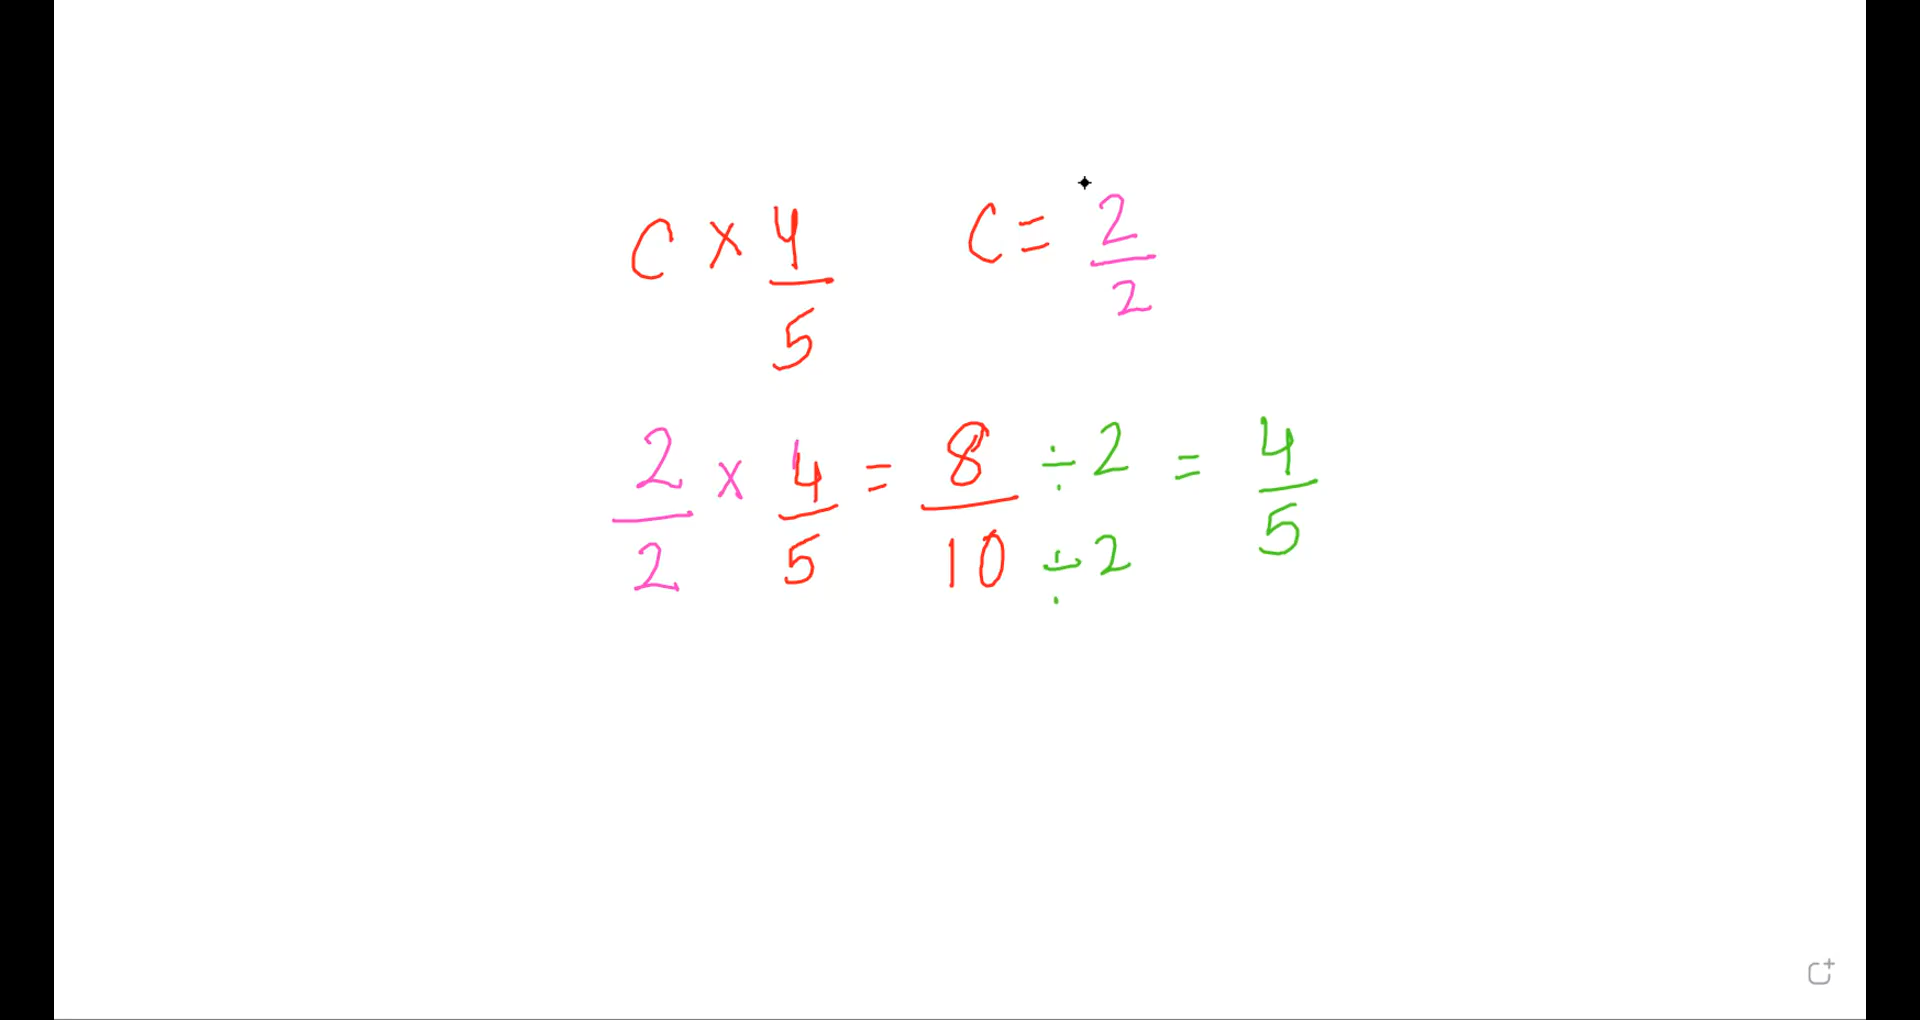 C × 4/5    C = 2/2
2/2 × 4/5 = 8/10 ÷ 2 / ÷ 2 = 4/5